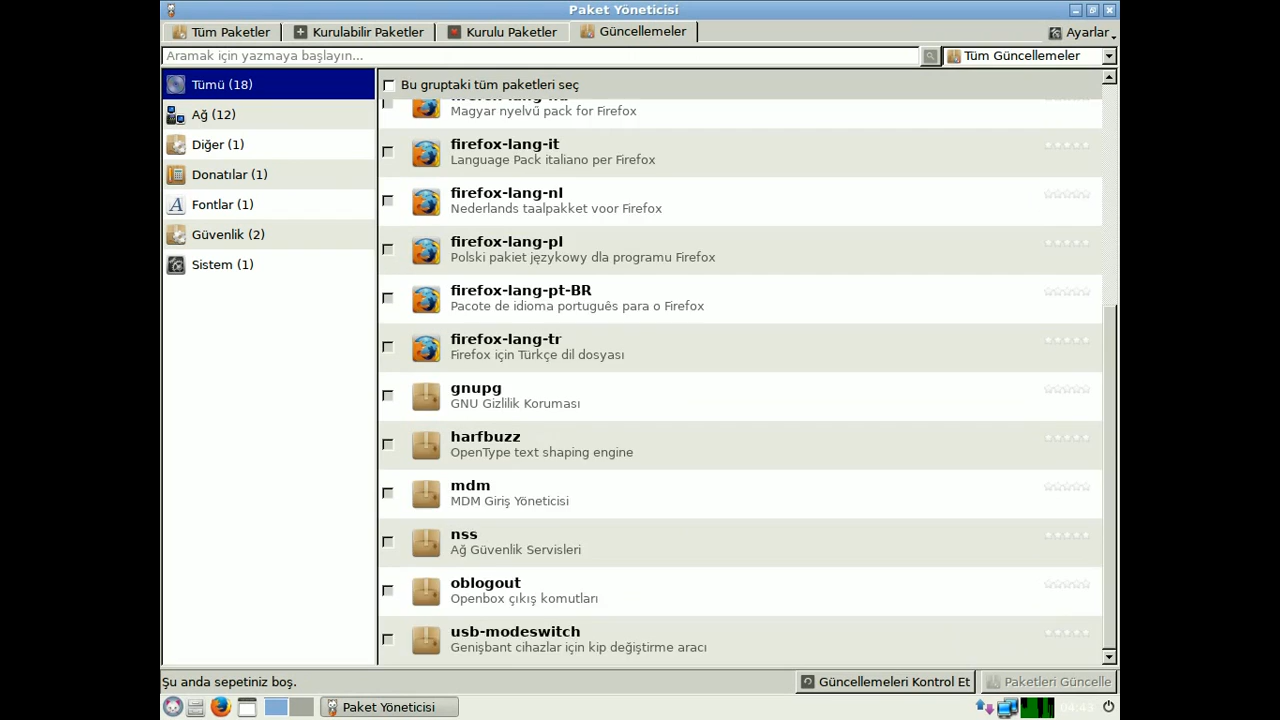 Paket Yöneticisi
Tüm Paketler
Kurulabilir Paketler
Kurulu Paketler
Güncellemeler
Ayarlar
Aramak için yazmaya başlayın...
Tüm Güncellemeler
Tümü (18)
Ağ (12)
Diğer (1)
Donatılar (1)
Fontlar (1)
Güvenlik (2)
Sistem (1)
Bu gruptaki tüm paketleri seç
Magyar nyelvű pack for Firefox
firefox-lang-it
Language Pack italiano per Firefox
firefox-lang-nl
Nederlands taalpakket voor Firefox
firefox-lang-pl
Polski pakiet językowy dla programu Firefox
firefox-lang-pt-BR
Pacote de idioma português para o Firefox
firefox-lang-tr
Firefox için Türkçe dil dosyası
gnupg
GNU Gizlilik Koruması
harfbuzz
OpenType text shaping engine
mdm
MDM Giriş Yöneticisi
nss
Ağ Güvenlik Servisleri
oblogout
Openbox çıkış komutları
usb-modeswitch
Genişbant cihazlar için kip değiştirme aracı
Şu anda sepetiniz boş.
Güncellemeleri Kontrol Et
Paketleri Güncelle
Paket Yöneticisi
04:43